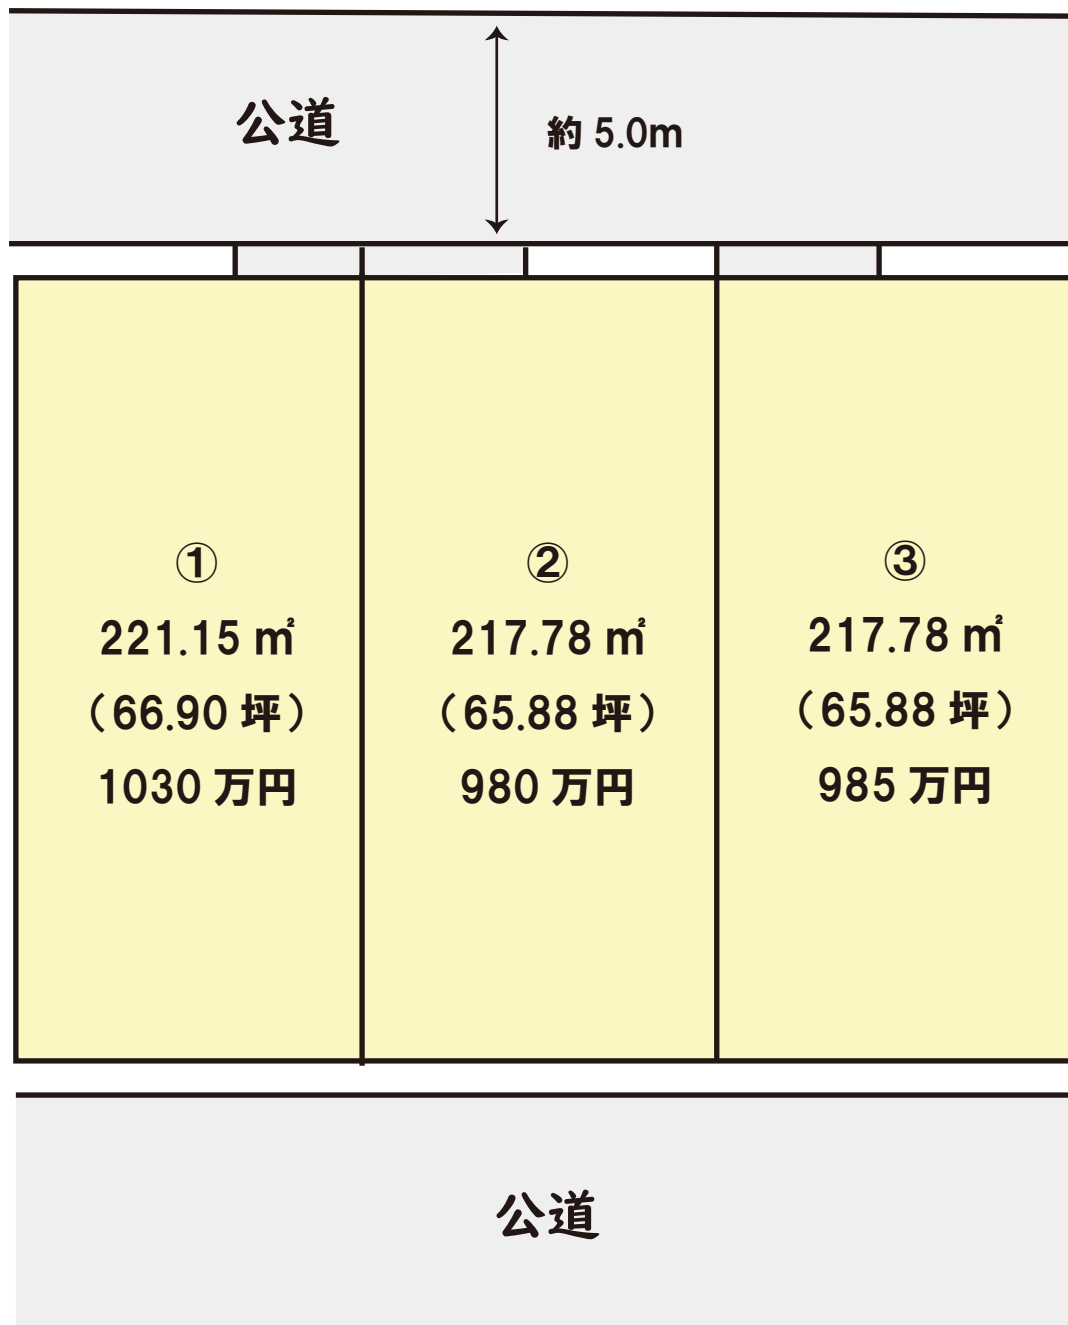 公道
約 5.0m
①
221.15 ㎡
（66.90 坪）
1030 万円
②
217.78 ㎡
（65.88 坪）
980 万円
③
217.78 ㎡
（65.88 坪）
985 万円
公道